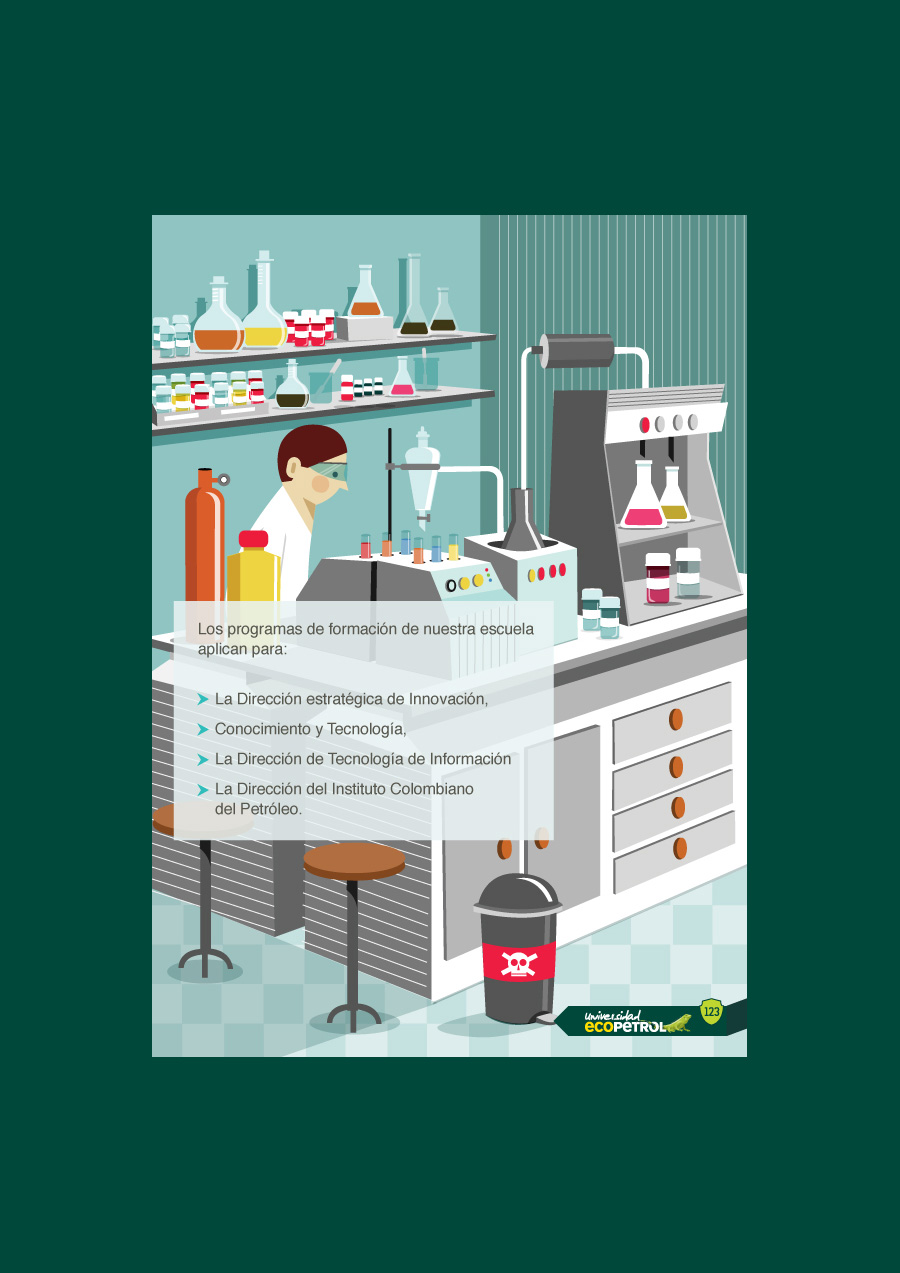 Los programas de formación de nuestra escuela
aplican para:
La Dirección estratégica de Innovación,
Conocimiento y Tecnología,
La Dirección de Tecnología de Información
La Dirección del Instituto Colombiano
del Petróleo.
universidad
ecopetrol
123